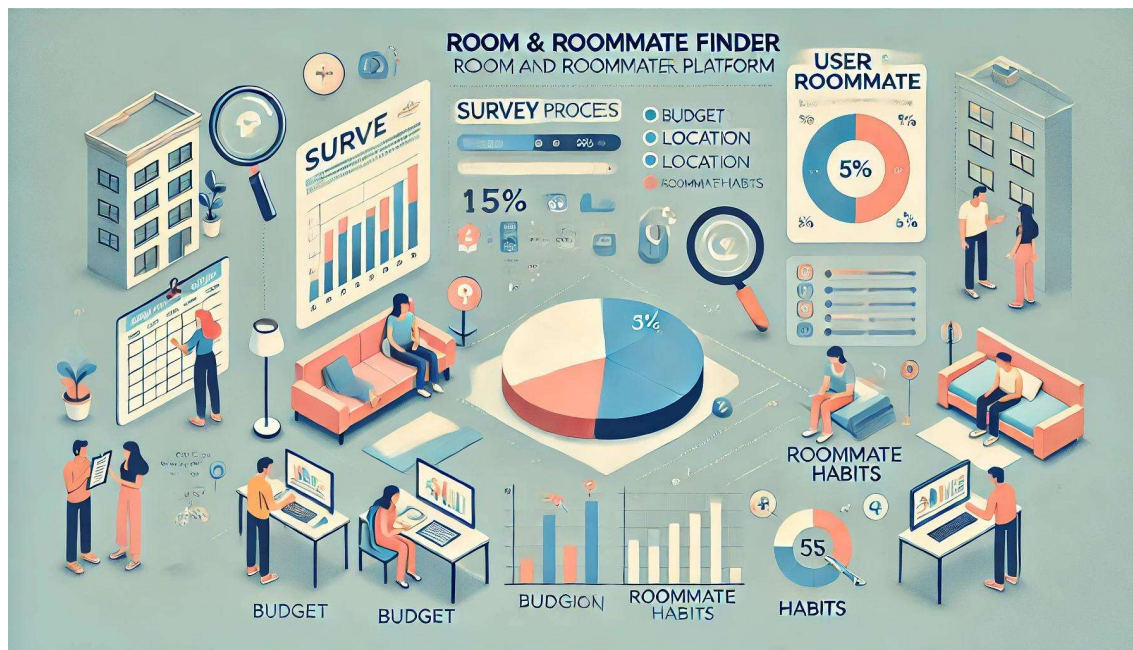 ROOM & ROOMMATE FINDER
ROOM AND ROOMMATER PLATFORM
SURVE
SURVEY PROCES
BUDGET
LOCATION
LOCATION
ROOMMAFEHABTS
15%
USER
ROOMMATE
5%
3%
ROOMMATE
HABITS
BUDGET
BUDGET
BUDGION
ROOMMATE
HABITS
55
HABITS